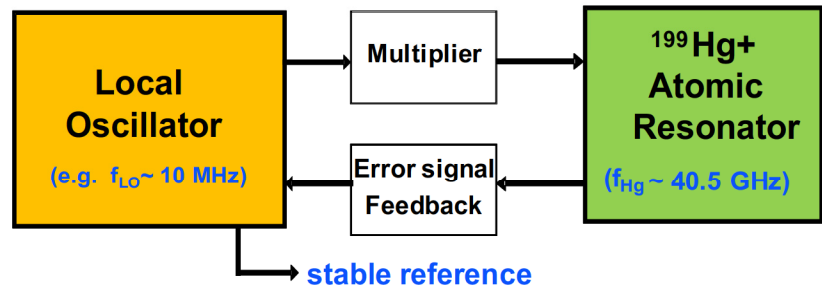 Local
Oscillator
(e.g. fLO~ 10 MHz)
Multiplier
Error signal
Feedback
199Hg+
Atomic
Resonator
(fHg ~ 40.5 GHz)
stable reference